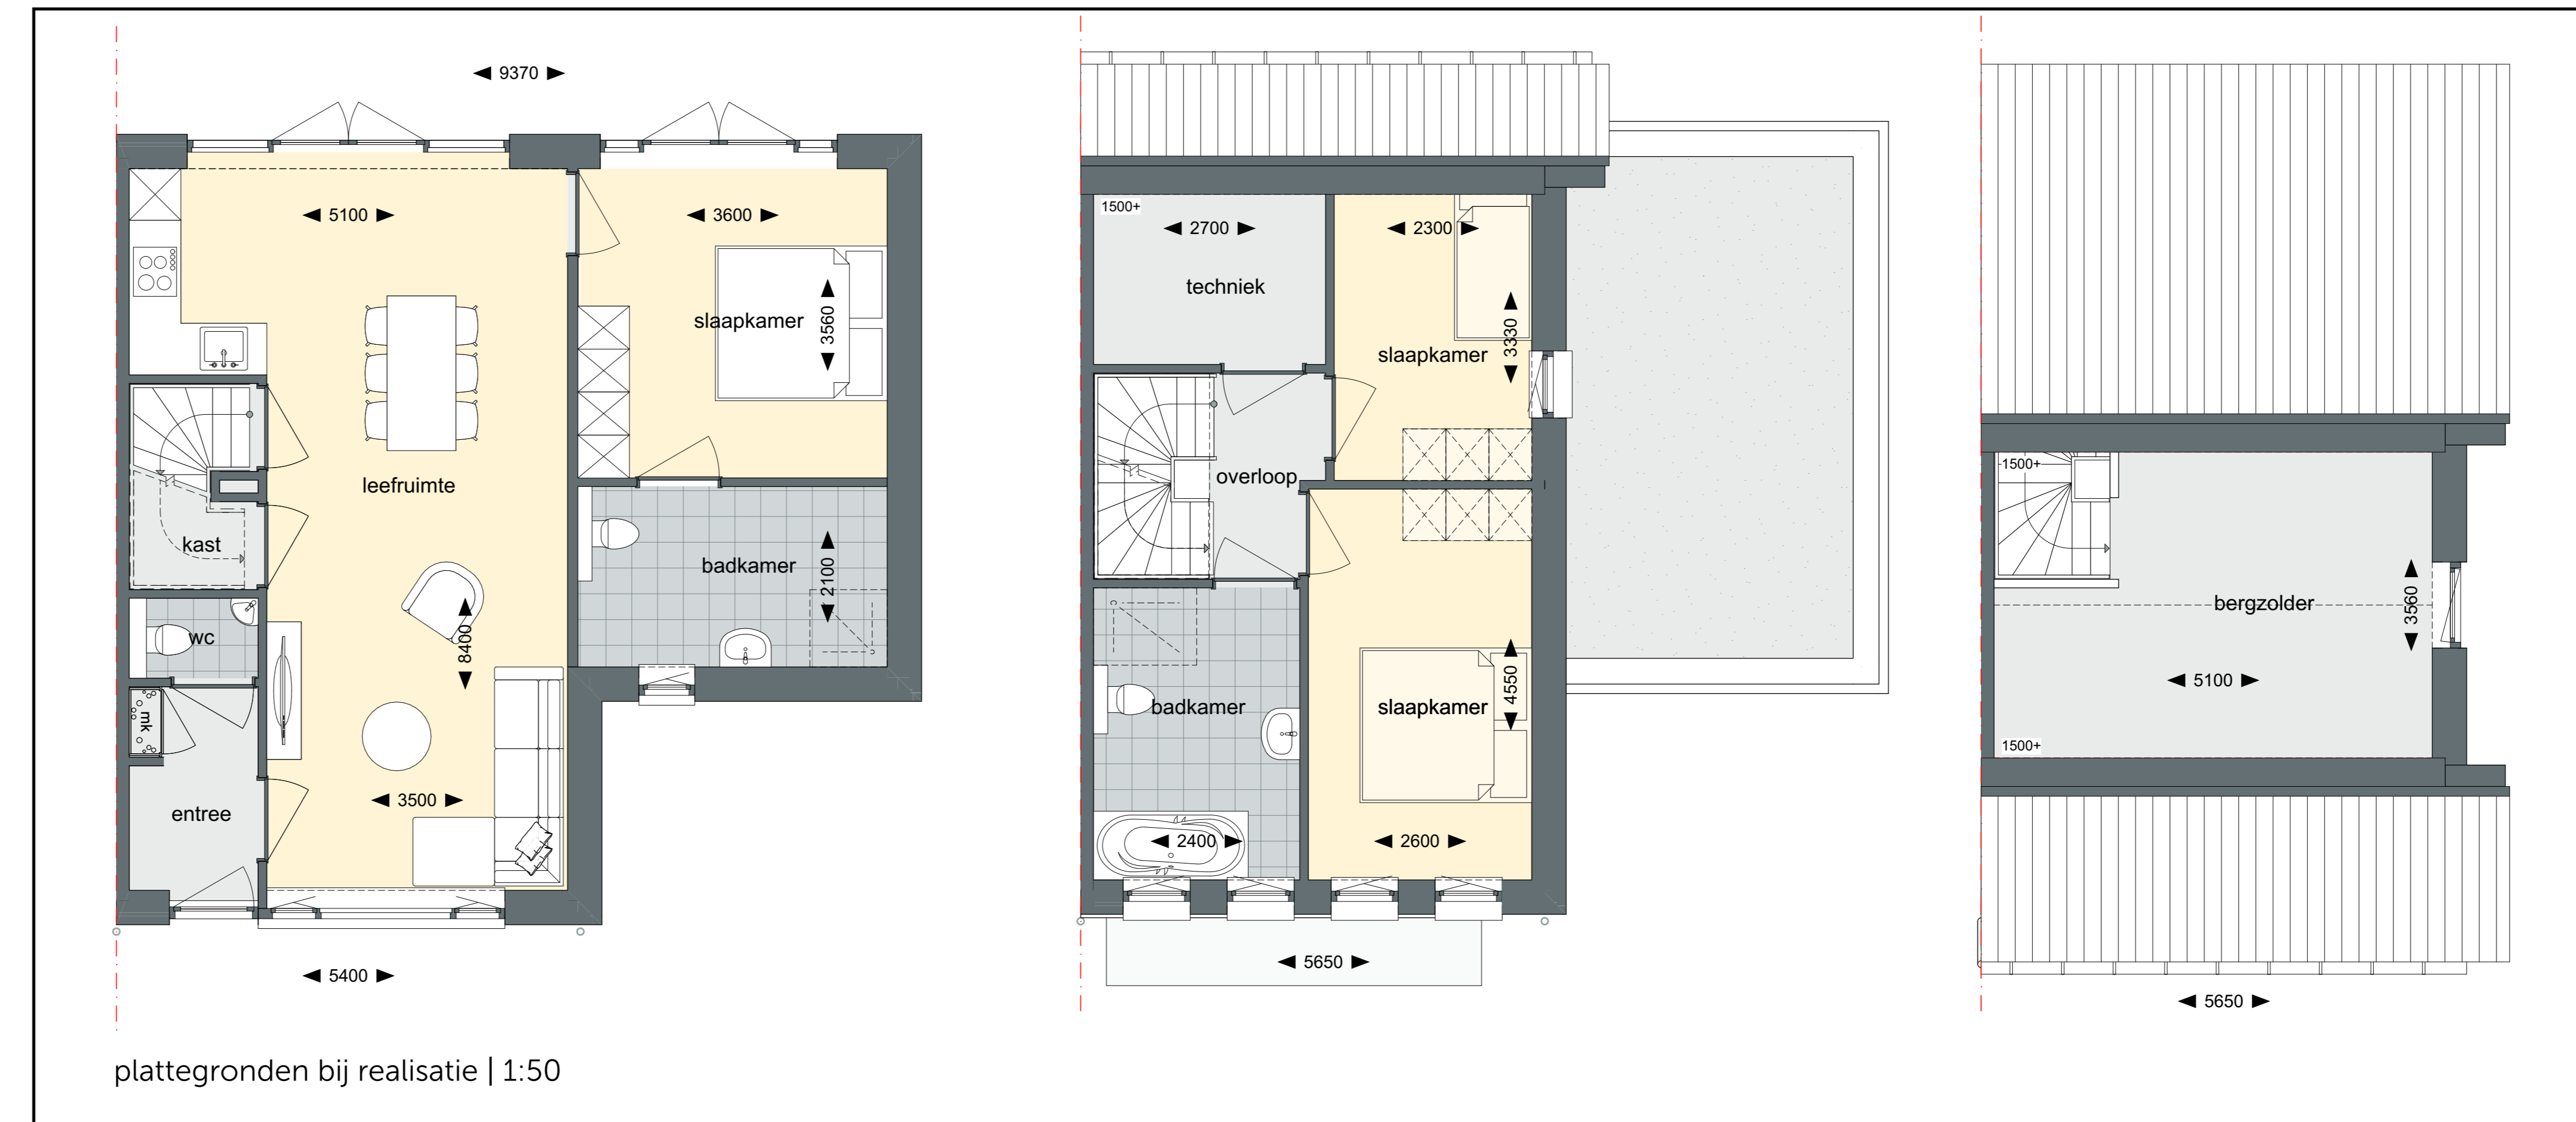 9370
5100
3600
slaapkamer
3560
leefruimte
kast
badkamer
2100
wc
8400
mk
3500
entree
5400
1500+
2700
2300
techniek
3330
slaapkamer
overloop
4550
badkamer
slaapkamer
2400
2600
5650
1500+
bergzolder
3560
5100
1500+
5650
plattegronden bij realisatie | 1:50